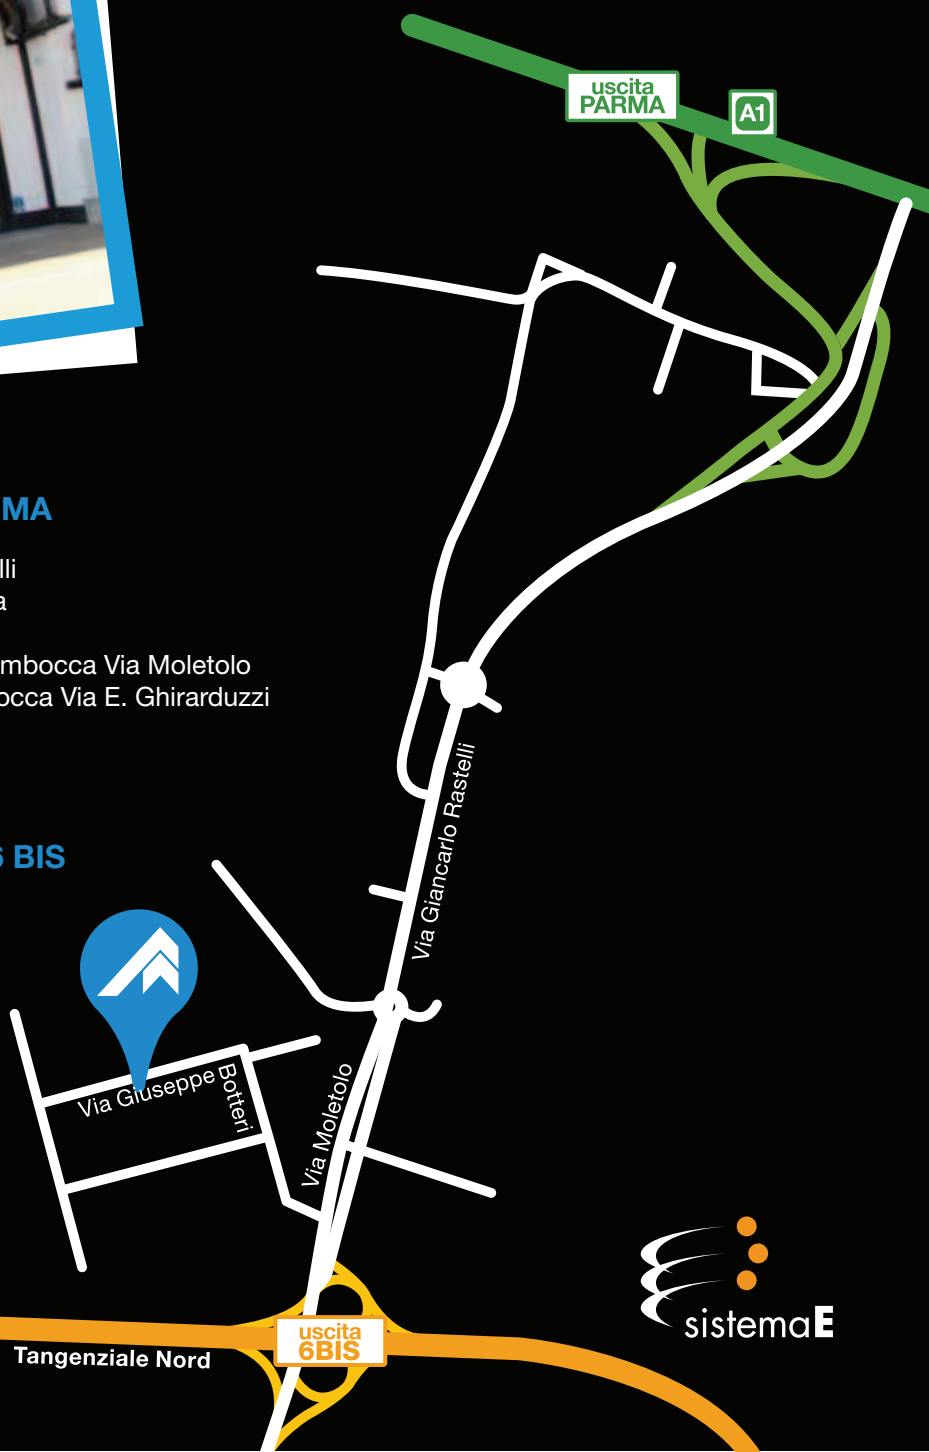 uscita
PARMA
A1
MA
lli
a
mbocca Via Moletolo
occa Via E. Ghirarduzzi
6 BIS
Via Giancarlo Rastelli
Via Giuseppe
Botteri
Via Moletolo
uscita
6BIS
Tangenziale Nord
sistemaE